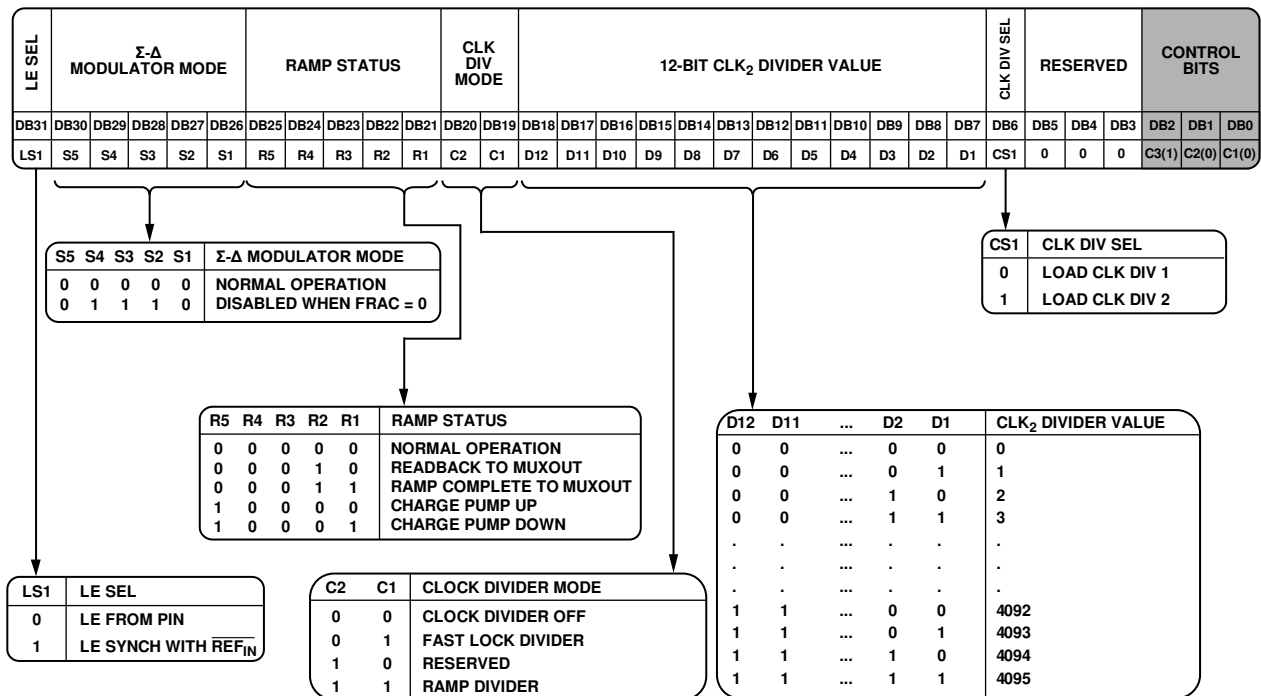 LE SEL
Σ-Δ
MODULATOR MODE
RAMP STATUS
CLK
DIV
MODE
12-BIT CLK2 DIVIDER VALUE
CLK DIV SEL
RESERVED
CONTROL
BITS
DB31 DB30 DB29 DB28 DB27 DB26 DB25 DB24 DB23 DB22 DB21 DB20 DB19 DB18 DB17 DB16 DB15 DB14 DB13 DB12 DB11 DB10 DB9 DB8 DB7 DB6 DB5 DB4 DB3 DB2 DB1 DB0
LS1 S5 S4 S3 S2 S1 R5 R4 R3 R2 R1 C2 C1 D12 D11 D10 D9 D8 D7 D6 D5 D4 D3 D2 D1 CS1 0 0 0 C3(1) C2(0) C1(0)
S5 S4 S3 S2 S1 Σ-Δ MODULATOR MODE
0 0 0 0 0 NORMAL OPERATION
0 1 1 1 0 DISABLED WHEN FRAC = 0
CS1 CLK DIV SEL
0 LOAD CLK DIV 1
1 LOAD CLK DIV 2
R5 R4 R3 R2 R1 RAMP STATUS
0 0 0 0 0 NORMAL OPERATION
0 0 0 1 0 READBACK TO MUXOUT
0 0 0 1 1 RAMP COMPLETE TO MUXOUT
1 0 0 0 0 CHARGE PUMP UP
1 0 0 0 1 CHARGE PUMP DOWN
D12 D11 ... D2 D1 CLK2 DIVIDER VALUE
0 0 ... 0 0 0
0 0 ... 0 1 1
0 0 ... 1 0 2
0 0 ... 1 1 3
. . ... . . .
. . ... . . .
. . ... . . .
1 1 ... 0 0 4092
1 1 ... 0 1 4093
1 1 ... 1 0 4094
1 1 ... 1 1 4095
LS1 LE SEL
0 LE FROM PIN
1 LE SYNCH WITH REFIN
C2 C1 CLOCK DIVIDER MODE
0 0 CLOCK DIVIDER OFF
0 1 FAST LOCK DIVIDER
1 0 RESERVED
1 1 RAMP DIVIDER